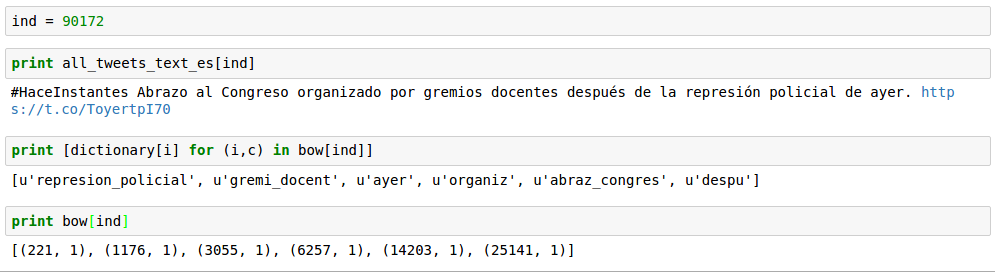 ind = 90172
print all_tweets_text_es[ind]
#HaceInstantes Abrazo al Congreso organizado por gremios docentes después de la represión policial de ayer. http
s://t.co/ToyertpI70
print [dictionary[i] for (i,c) in bow[ind]]
[u'represion_policial', u'gremi_docent', u'ayer', u'organiz', u'abraz_congres', u'despu']
print bow[ind]
[(221, 1), (1176, 1), (3055, 1), (6257, 1), (14203, 1), (25141, 1)]